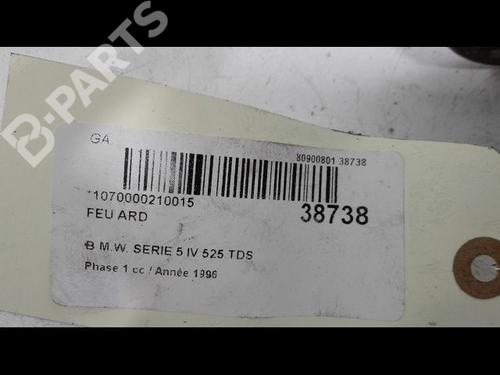 B-PARTS
GA
80900801 38738
*1070000210015
38738
FEU ARD
B.M.W. SERIE 5 IV 525 TDS
Phase 1 cc / Année 1996